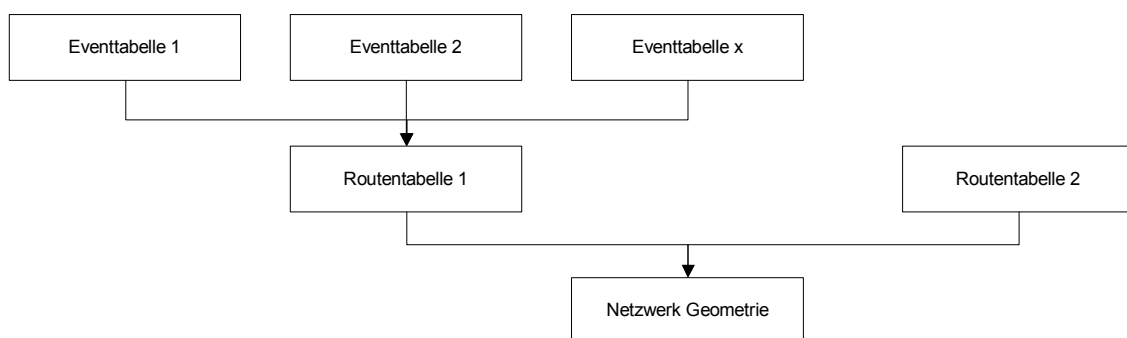 Eventtabelle 1
Eventtabelle 2
Eventtabelle x
Routentabelle 1
Routentabelle 2
Netzwerk Geometrie